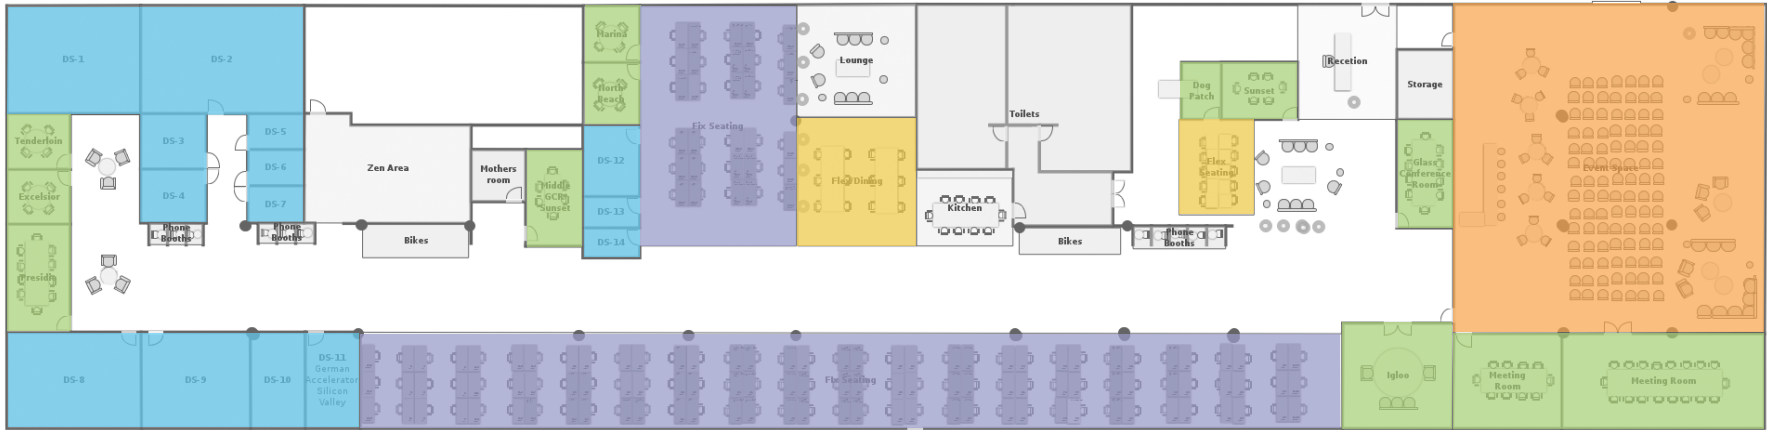 DS-1
DS-2
Marina
North
Beach
Fix Seating
Lounge
Toilets
Dog
Patch
Sunset
Recetion
Storage
Tenderloin
DS-3
DS-5
DS-6
DS-7
Zen Area
Mothers
room
Middle
GCR
Sunset
DS-12
DS-13
DS-14
Flex Dining
Kitchen
Flex
Seating
Glass
Conference
Room
Event Space
Excelsior
DS-4
Phone
Booths
Phone
Booths
Bikes
Bikes
Phone
Booths
Presidio
DS-8
DS-9
DS-10
DS-11
German
Accelerator
Silicon
Valley
Fix Seating
Igloo
Meeting
Room
Meeting Room